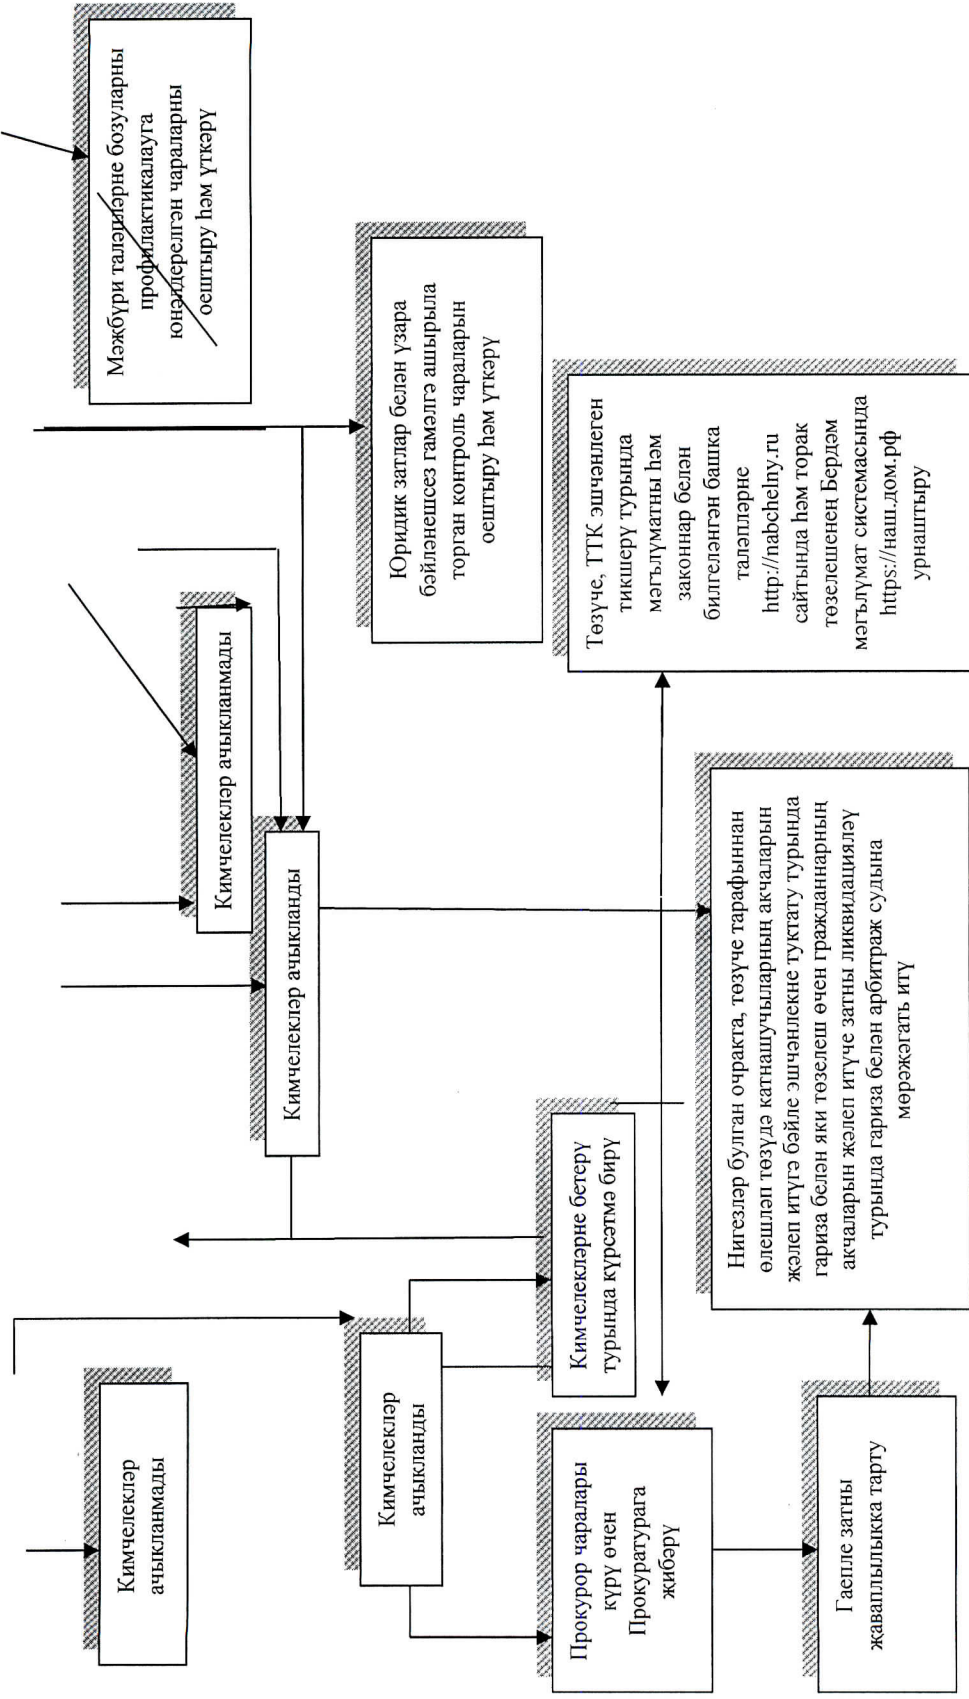 Кимчелекләр
ачыкланмады
Кимчелекләр
ачыкланды
Прокурор чаралары
күрү өчен
Прокуратурага
җибәрү
Гаепле затны
җаваплылыкка тарту
Кимчелекләрне бетерү
турында күрсәтмә бирү
Кимчелекләр ачыкланмады
Кимчелекләр ачыкланды
Нигезләр булган очракта, төзүче тарафыннан
өлешләп төзүдә катнашучыларның акчаларын
җәлеп итүгә бәйле эшчәнлекне туктату турында
гариза белән яки төзелеш өчен гражданнарның
акчаларын җәлеп итүче затны ликвидацияләү
турында гариза белән арбитраж судына
мөрәҗәгать итү
Мәҗбүри таләпләрне бозуларны
профилактикалауга
юнәлдерелгән чараларны
оештыру һәм үткәрү
Юридик затлар белән үзара
бәйләнешсез гамәлгә ашырыла
торган контроль чараларын
оештыру һәм үткәрү
Төзүче, ТТК эшчәнлеген
тикшерү турында
мәгълүматны һәм
законнар белән
билгеләнгән башка
таләпләрне
http://nabchelny.ru
сайтында һәм торак
төзелешенең Бердәм
мәгълүмат системасында
https://наш.дом.рф
урнаштыру